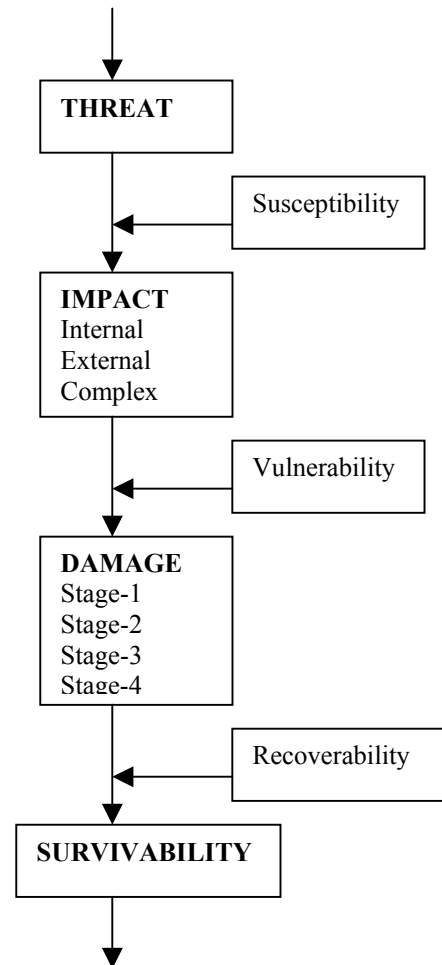 THREAT
Susceptibility
IMPACT
Internal
External
Complex
Vulnerability
DAMAGE
Stage-1
Stage-2
Stage-3
Stage-4
Recoverability
SURVIVABILITY